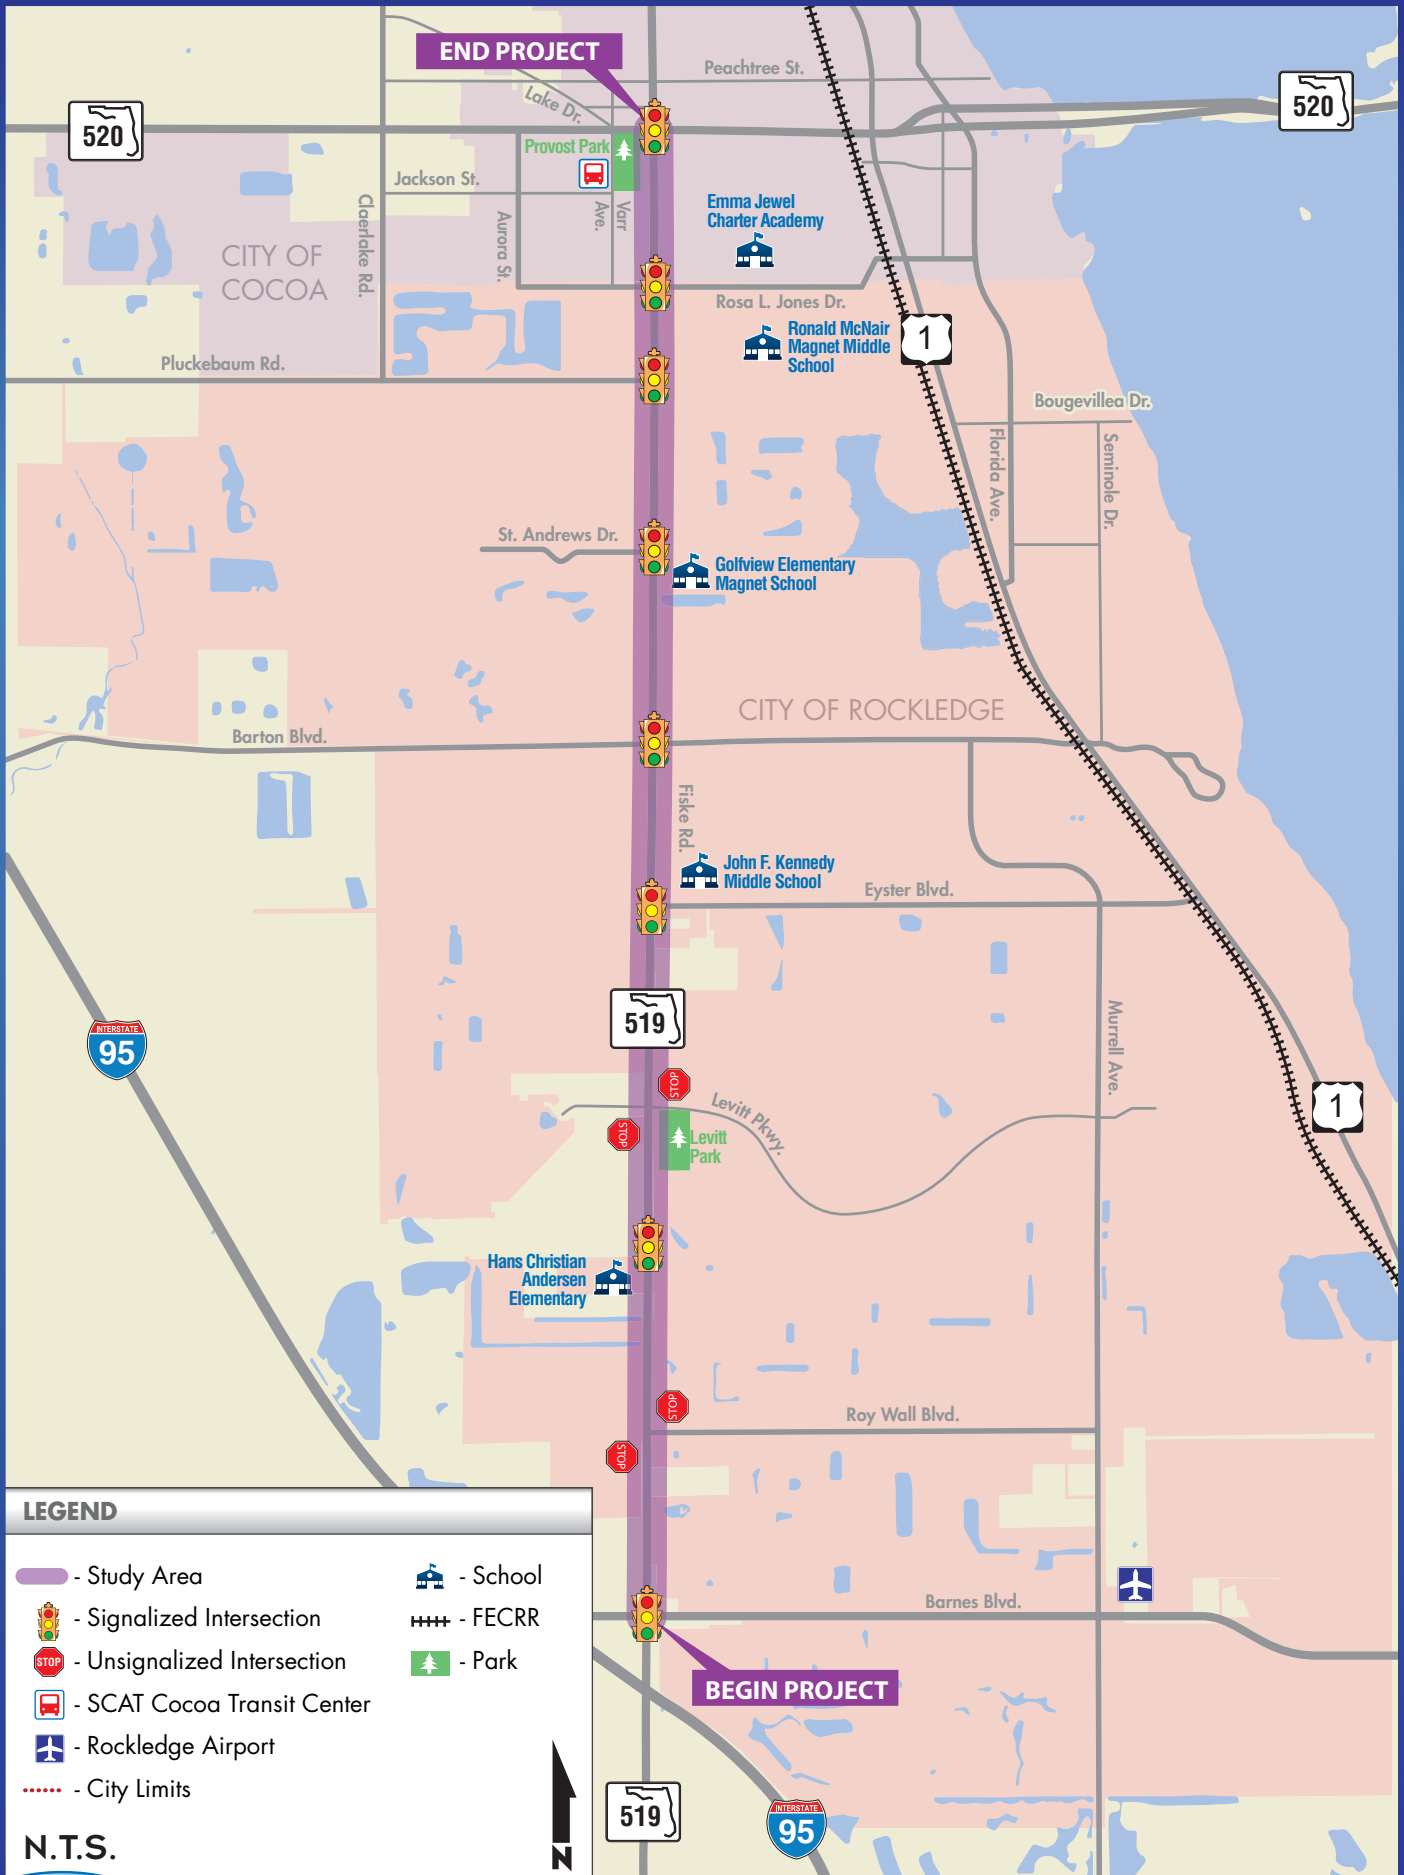 END PROJECT
Peachtree St.
Lake Dr.
520
520
Provost Park
Jackson St.
Claerlake Rd.
Aurora St.
Varr
Ave.
Emma Jewel
Charter Academy
CITY OF
COCOA
Rosa L. Jones Dr.
Ronald McNair
Magnet Middle
School
1
Pluckebaum Rd.
Bougevillea Dr.
Florida Ave.
Seminole Dr.
St. Andrews Dr.
Golfview Elementary
Magnet School
CITY OF ROCKLEDGE
Barton Blvd.
Fiske Rd.
John F. Kennedy
Middle School
Eyster Blvd.
519
INTERSTATE
95
Murrell Ave.
STOP
Levitt Pkwy.
1
STOP
Levitt
Park
Hans Christian
Andersen
Elementary
STOP
Roy Wall Blvd.
STOP
Barnes Blvd.
BEGIN PROJECT
519
INTERSTATE
95
LEGEND
- Study Area
- Signalized Intersection
STOP - Unsignalized Intersection
- SCAT Cocoa Transit Center
- Rockledge Airport
- City Limits
- School
- FECRR
- Park
N.T.S.
N